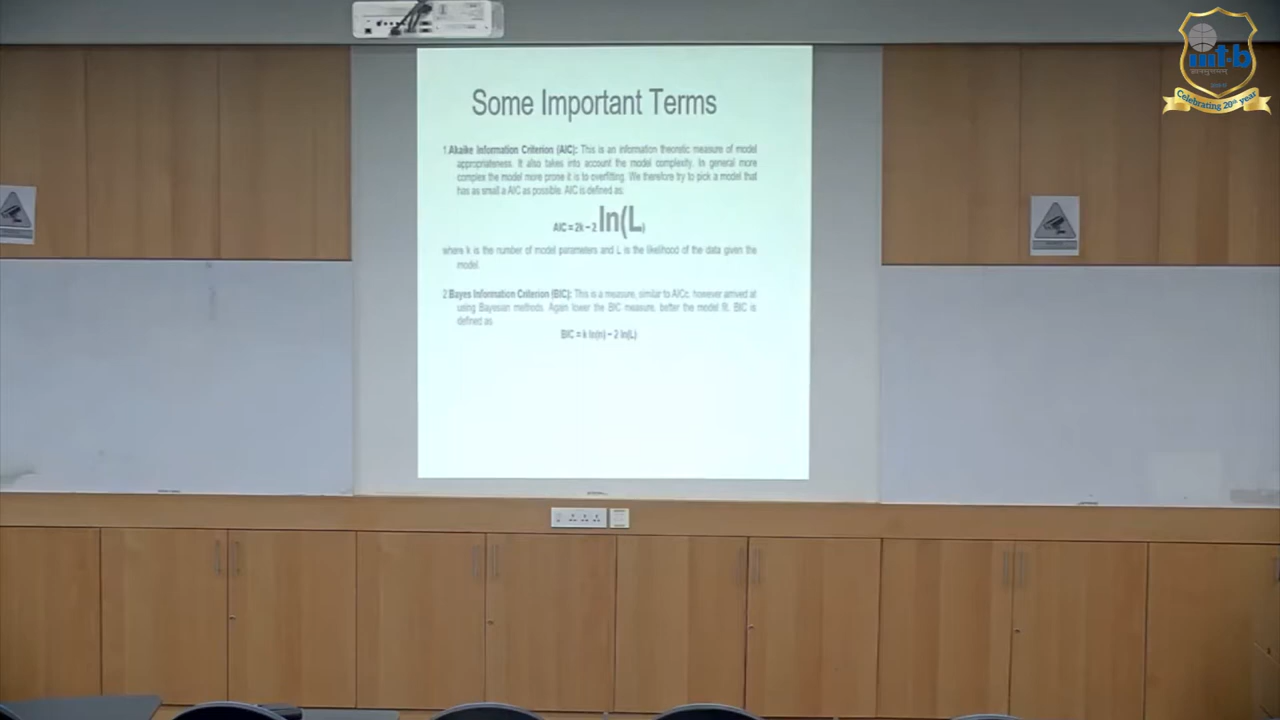 Some Important Terms
1.Akaike Information Criterion (AIC): This is an information theoretic measure of model
appropriateness. It also takes into account the model complexity. In general more
complex the model more prone it is to overfitting. We therefore try to pick a model that
has as small a AIC as possible. AIC is defined as:
AIC = 2k – 2 ln(L)
where k is the number of model parameters and L is the likelihood of the data given the
model.
2.Bayes Information Criterion (BIC): This is a measure, similar to AICc, however arrived at
using Bayesian methods. Again lower the BIC measure, better the model fit. BIC is
defined as
BIC = k ln(n) – 2 ln(L)
iiit-b
Celebrating 20th year